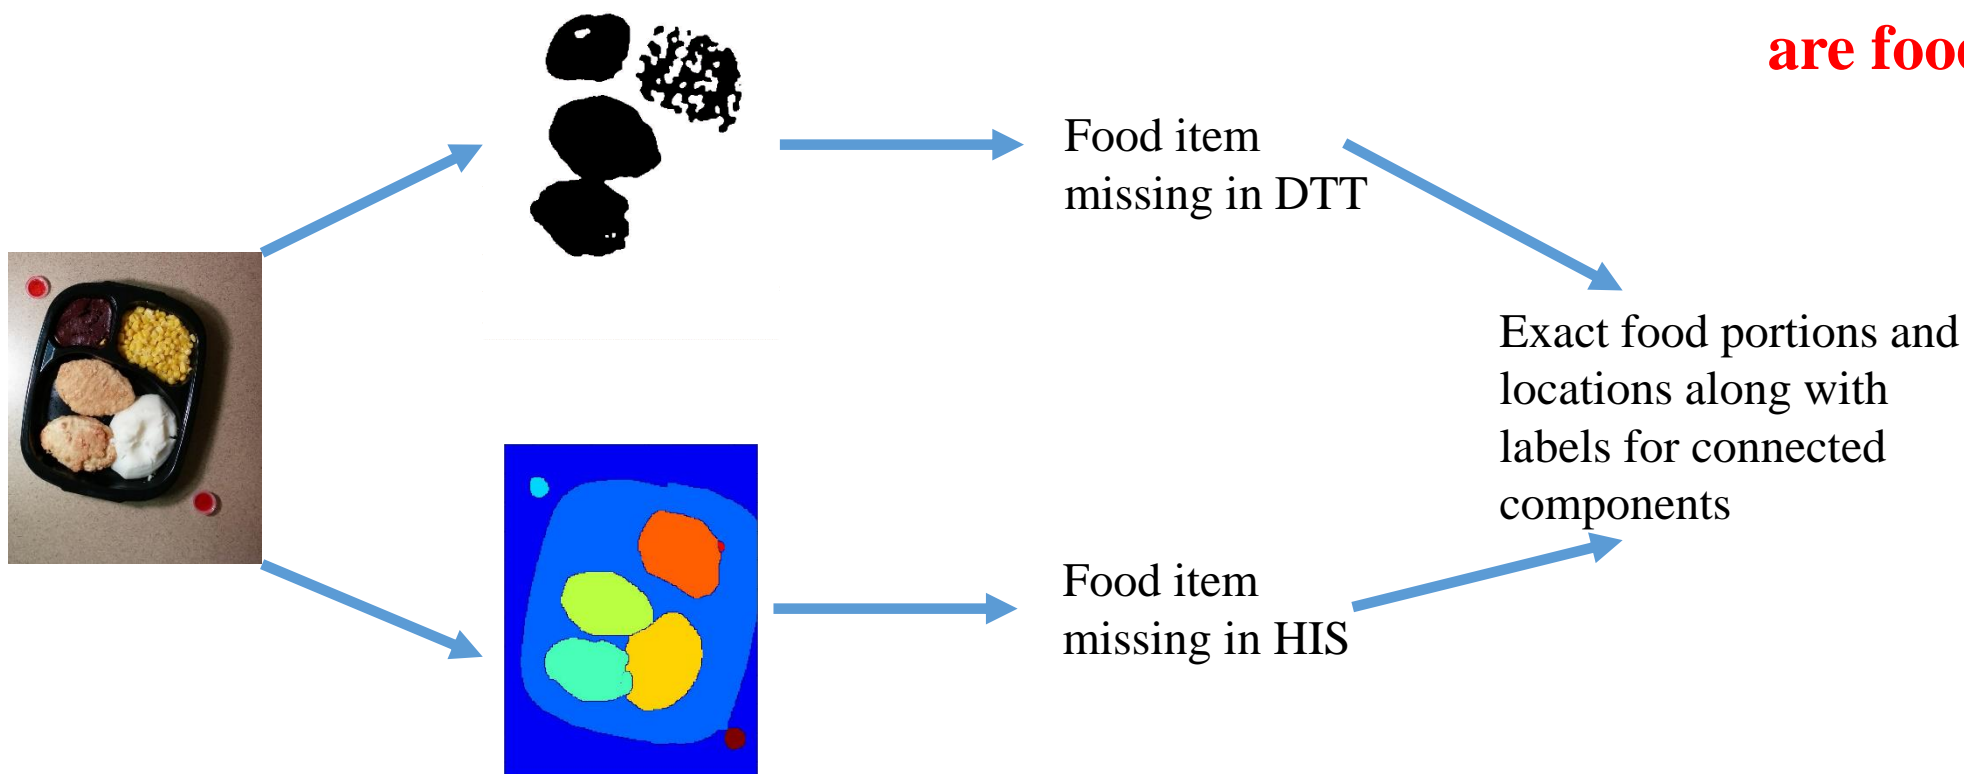 are food
Food item
missing in DTT
Exact food portions and
locations along with
labels for connected
components
Food item
missing in HIS